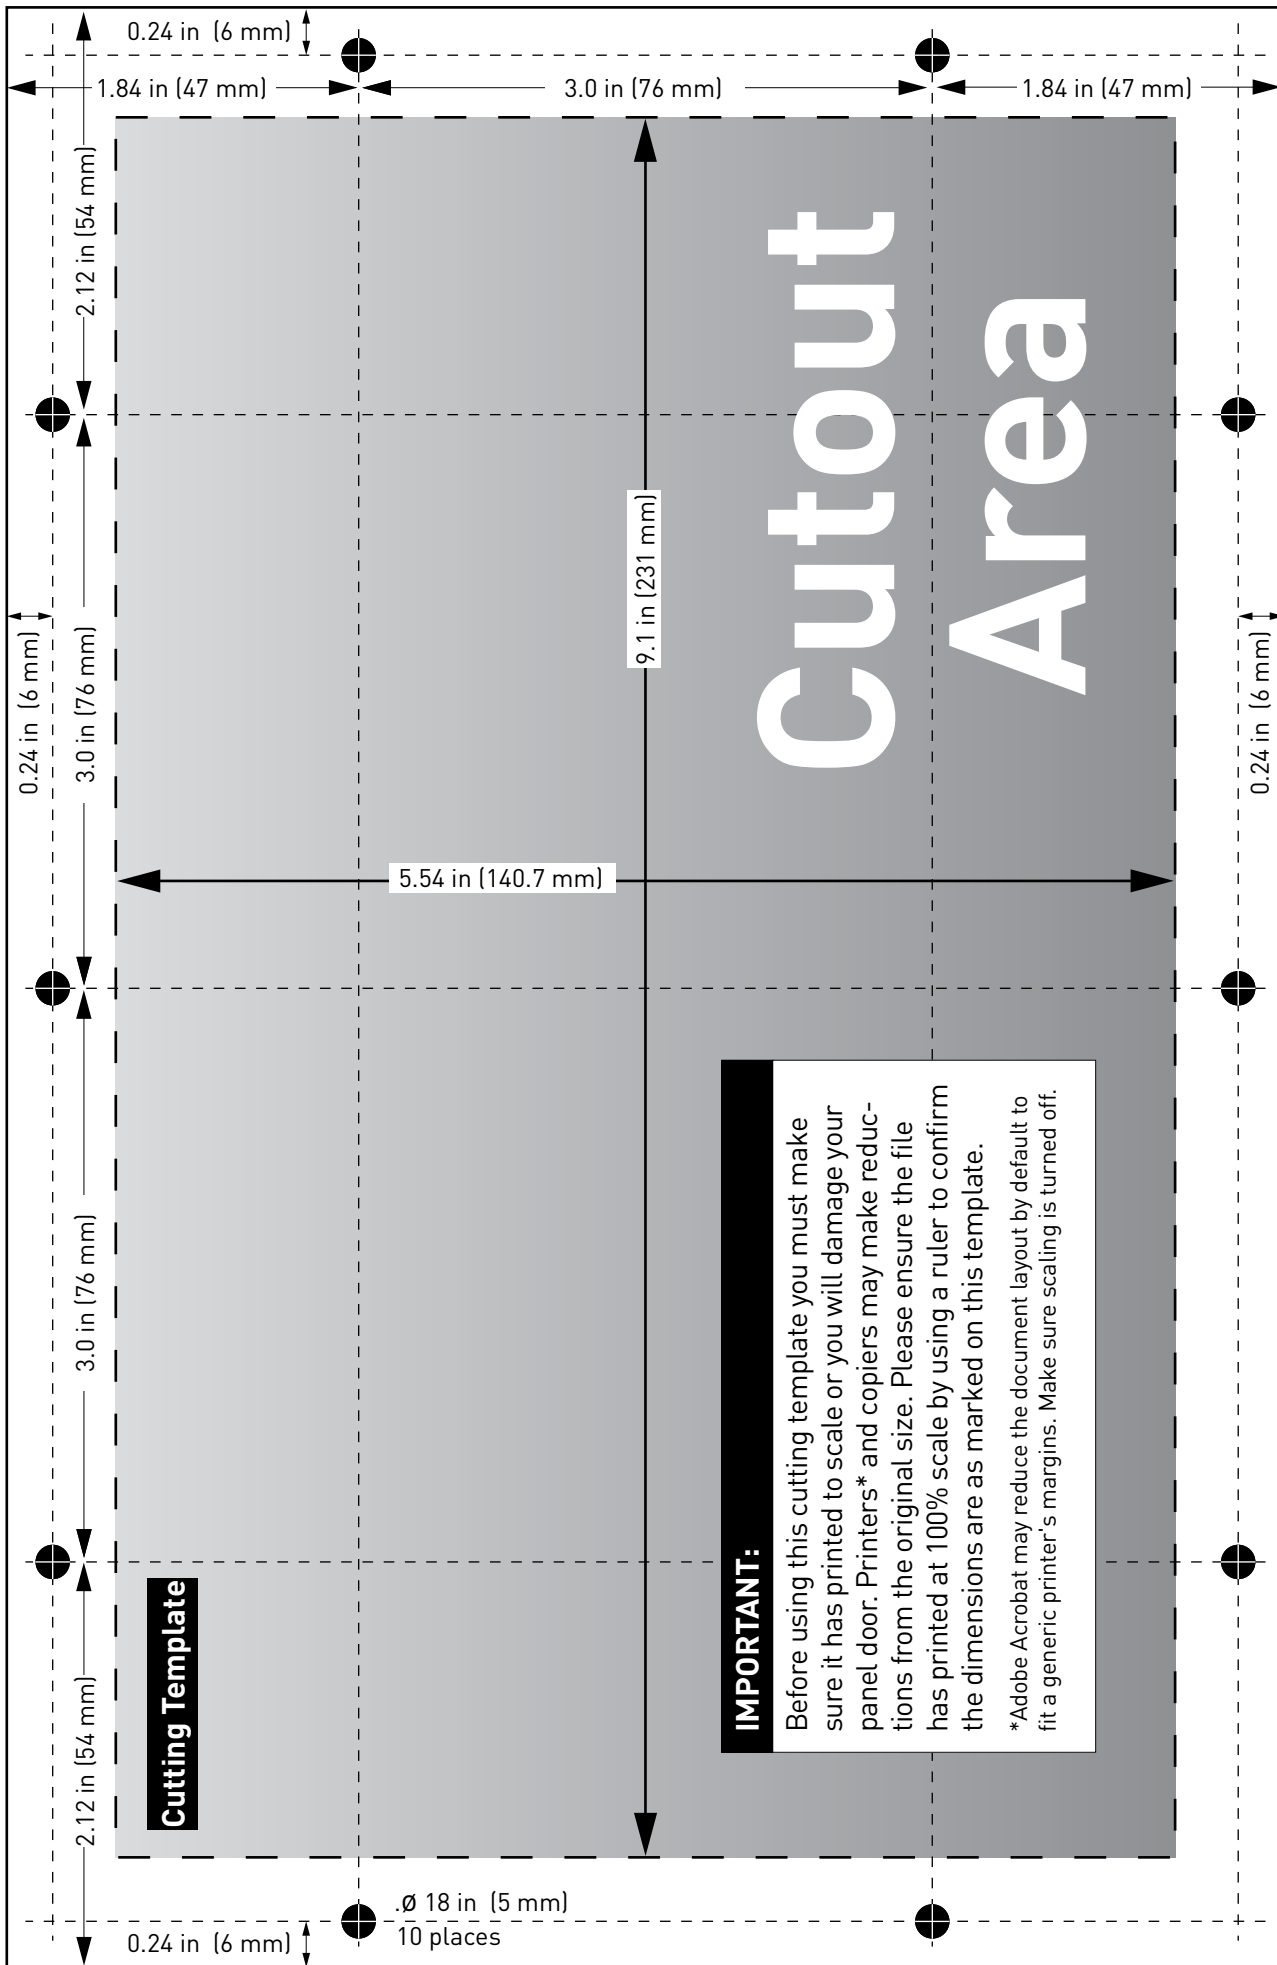 0.24 in (6 mm)
1.84 in (47 mm)
3.0 in (76 mm)
1.84 in (47 mm)
2.12 in (54 mm)
0.24 in (6 mm)
3.0 in (76 mm)
9.1 in (231 mm)
Cutout
Area
0.24 in (6 mm)
5.54 in (140.7 mm)
3.0 in (76 mm)
2.12 in (54 mm)
Cutting Template
IMPORTANT:
Before using this cutting template you must make
sure it has printed to scale or you will damage your
panel door. Printers* and copiers may make reduc-
tions from the original size. Please ensure the file
has printed at 100% scale by using a ruler to confirm
the dimensions are as marked on this template.
*Adobe Acrobat may reduce the document layout by default to
fit a generic printer's margins. Make sure scaling is turned off.
.Ø 18 in (5 mm)
10 places
0.24 in (6 mm)